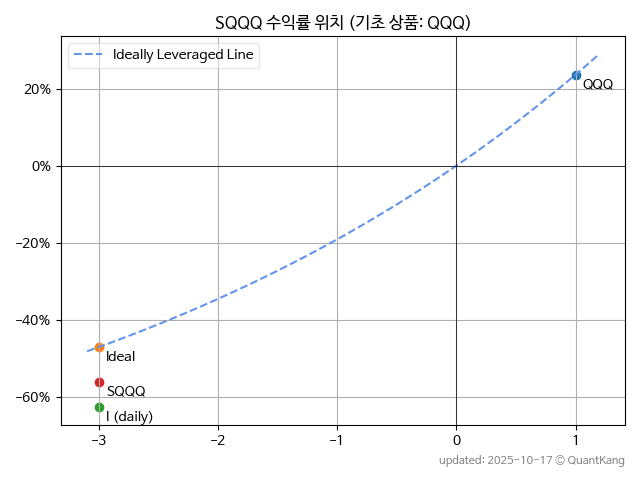 SQQQ 수익률 위치 (기초 상품: QQQ)
Ideally Leveraged Line
20%
0%
−20%
−40%
−60%
QQQ
Ideal
SQQQ
I (daily)
−3
−2
−1
0
1
updated: 2025-10-17 © QuantKang